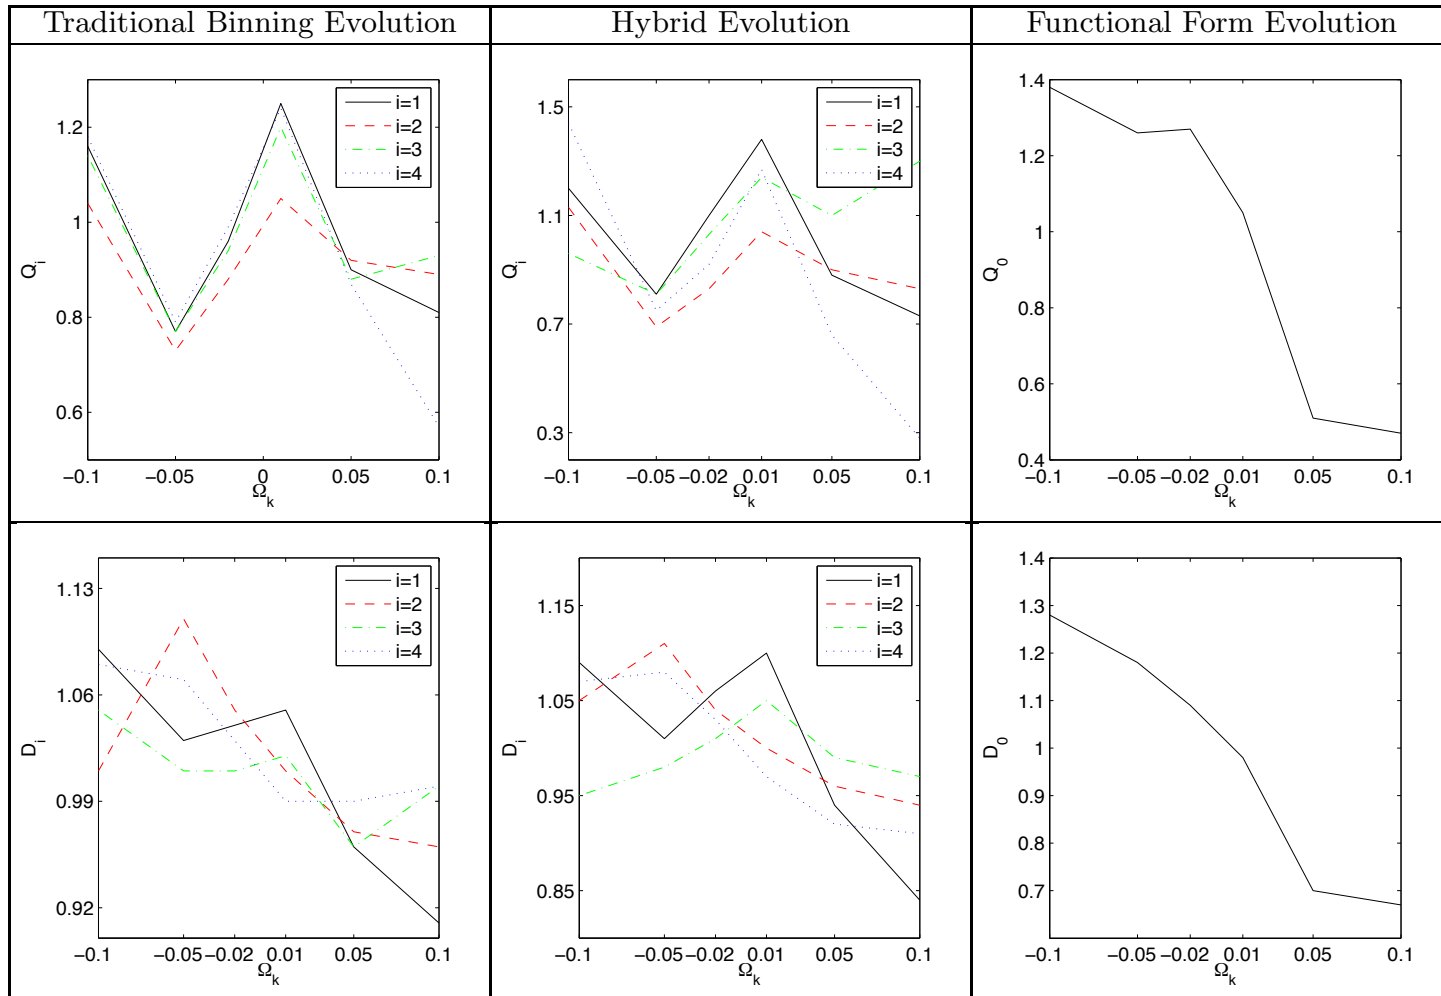 Traditional Binning Evolution
Hybrid Evolution
Functional Form Evolution
1.2
1
0.8
0.6
Q_i
−0.1
−0.05
0
0.05
0.1
Ω_k
i=1
i=2
i=3
i=4
1.5
1.1
0.7
0.3
Q_i
−0.1
−0.05
−0.02
0.01
0.05
0.1
Ω_k
i=1
i=2
i=3
i=4
1.4
1.2
1
0.8
0.6
0.4
Q_0
−0.1
−0.05
−0.02
0.01
0.05
0.1
Ω_k
1.13
1.06
0.99
0.92
D_i
−0.1
−0.05
−0.02
0.01
0.05
0.1
Ω_k
i=1
i=2
i=3
i=4
1.15
1.05
0.95
0.85
D_i
−0.1
−0.05
−0.02
0.01
0.05
0.1
Ω_k
i=1
i=2
i=3
i=4
1.4
1.3
1.2
1.1
1
0.9
0.8
0.7
D_0
−0.1
−0.05
−0.02
0.01
0.05
0.1
Ω_k